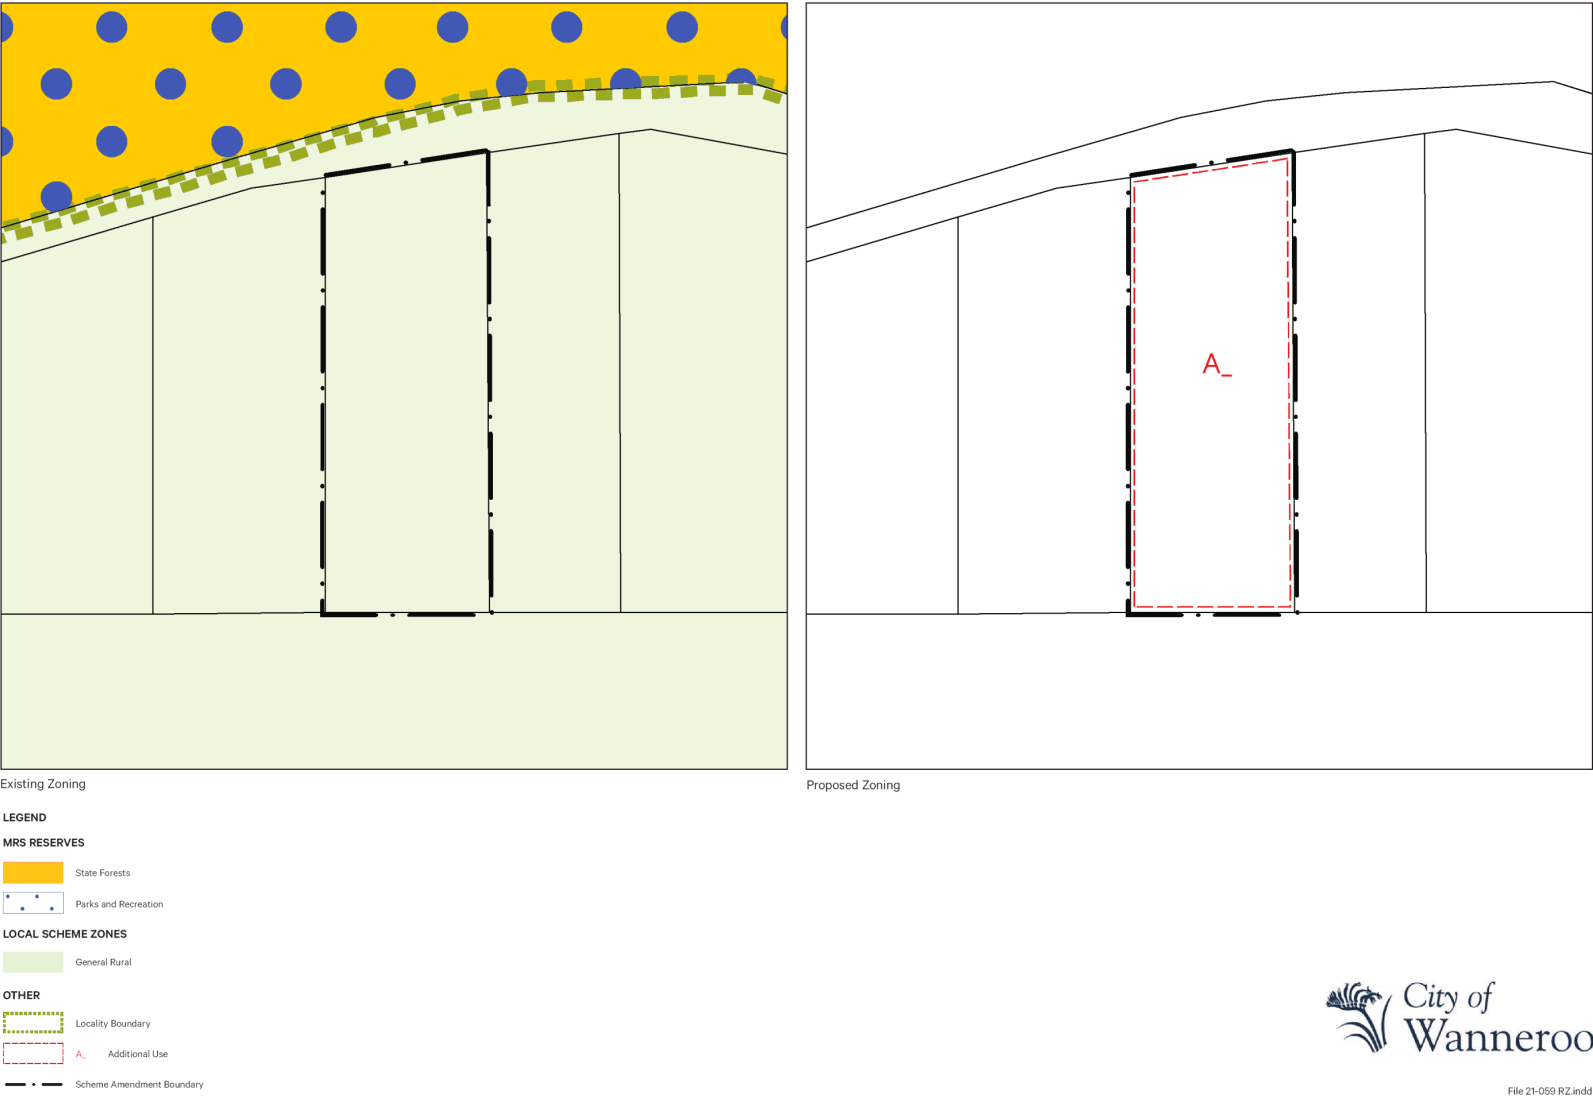 A_
Existing Zoning
Proposed Zoning
LEGEND
MRS RESERVES
State Forests
Parks and Recreation
LOCAL SCHEME ZONES
General Rural
OTHER
Locality Boundary
A_ Additional Use
Scheme Amendment Boundary
City of
Wanneroo
File 21-059 RZ.indd